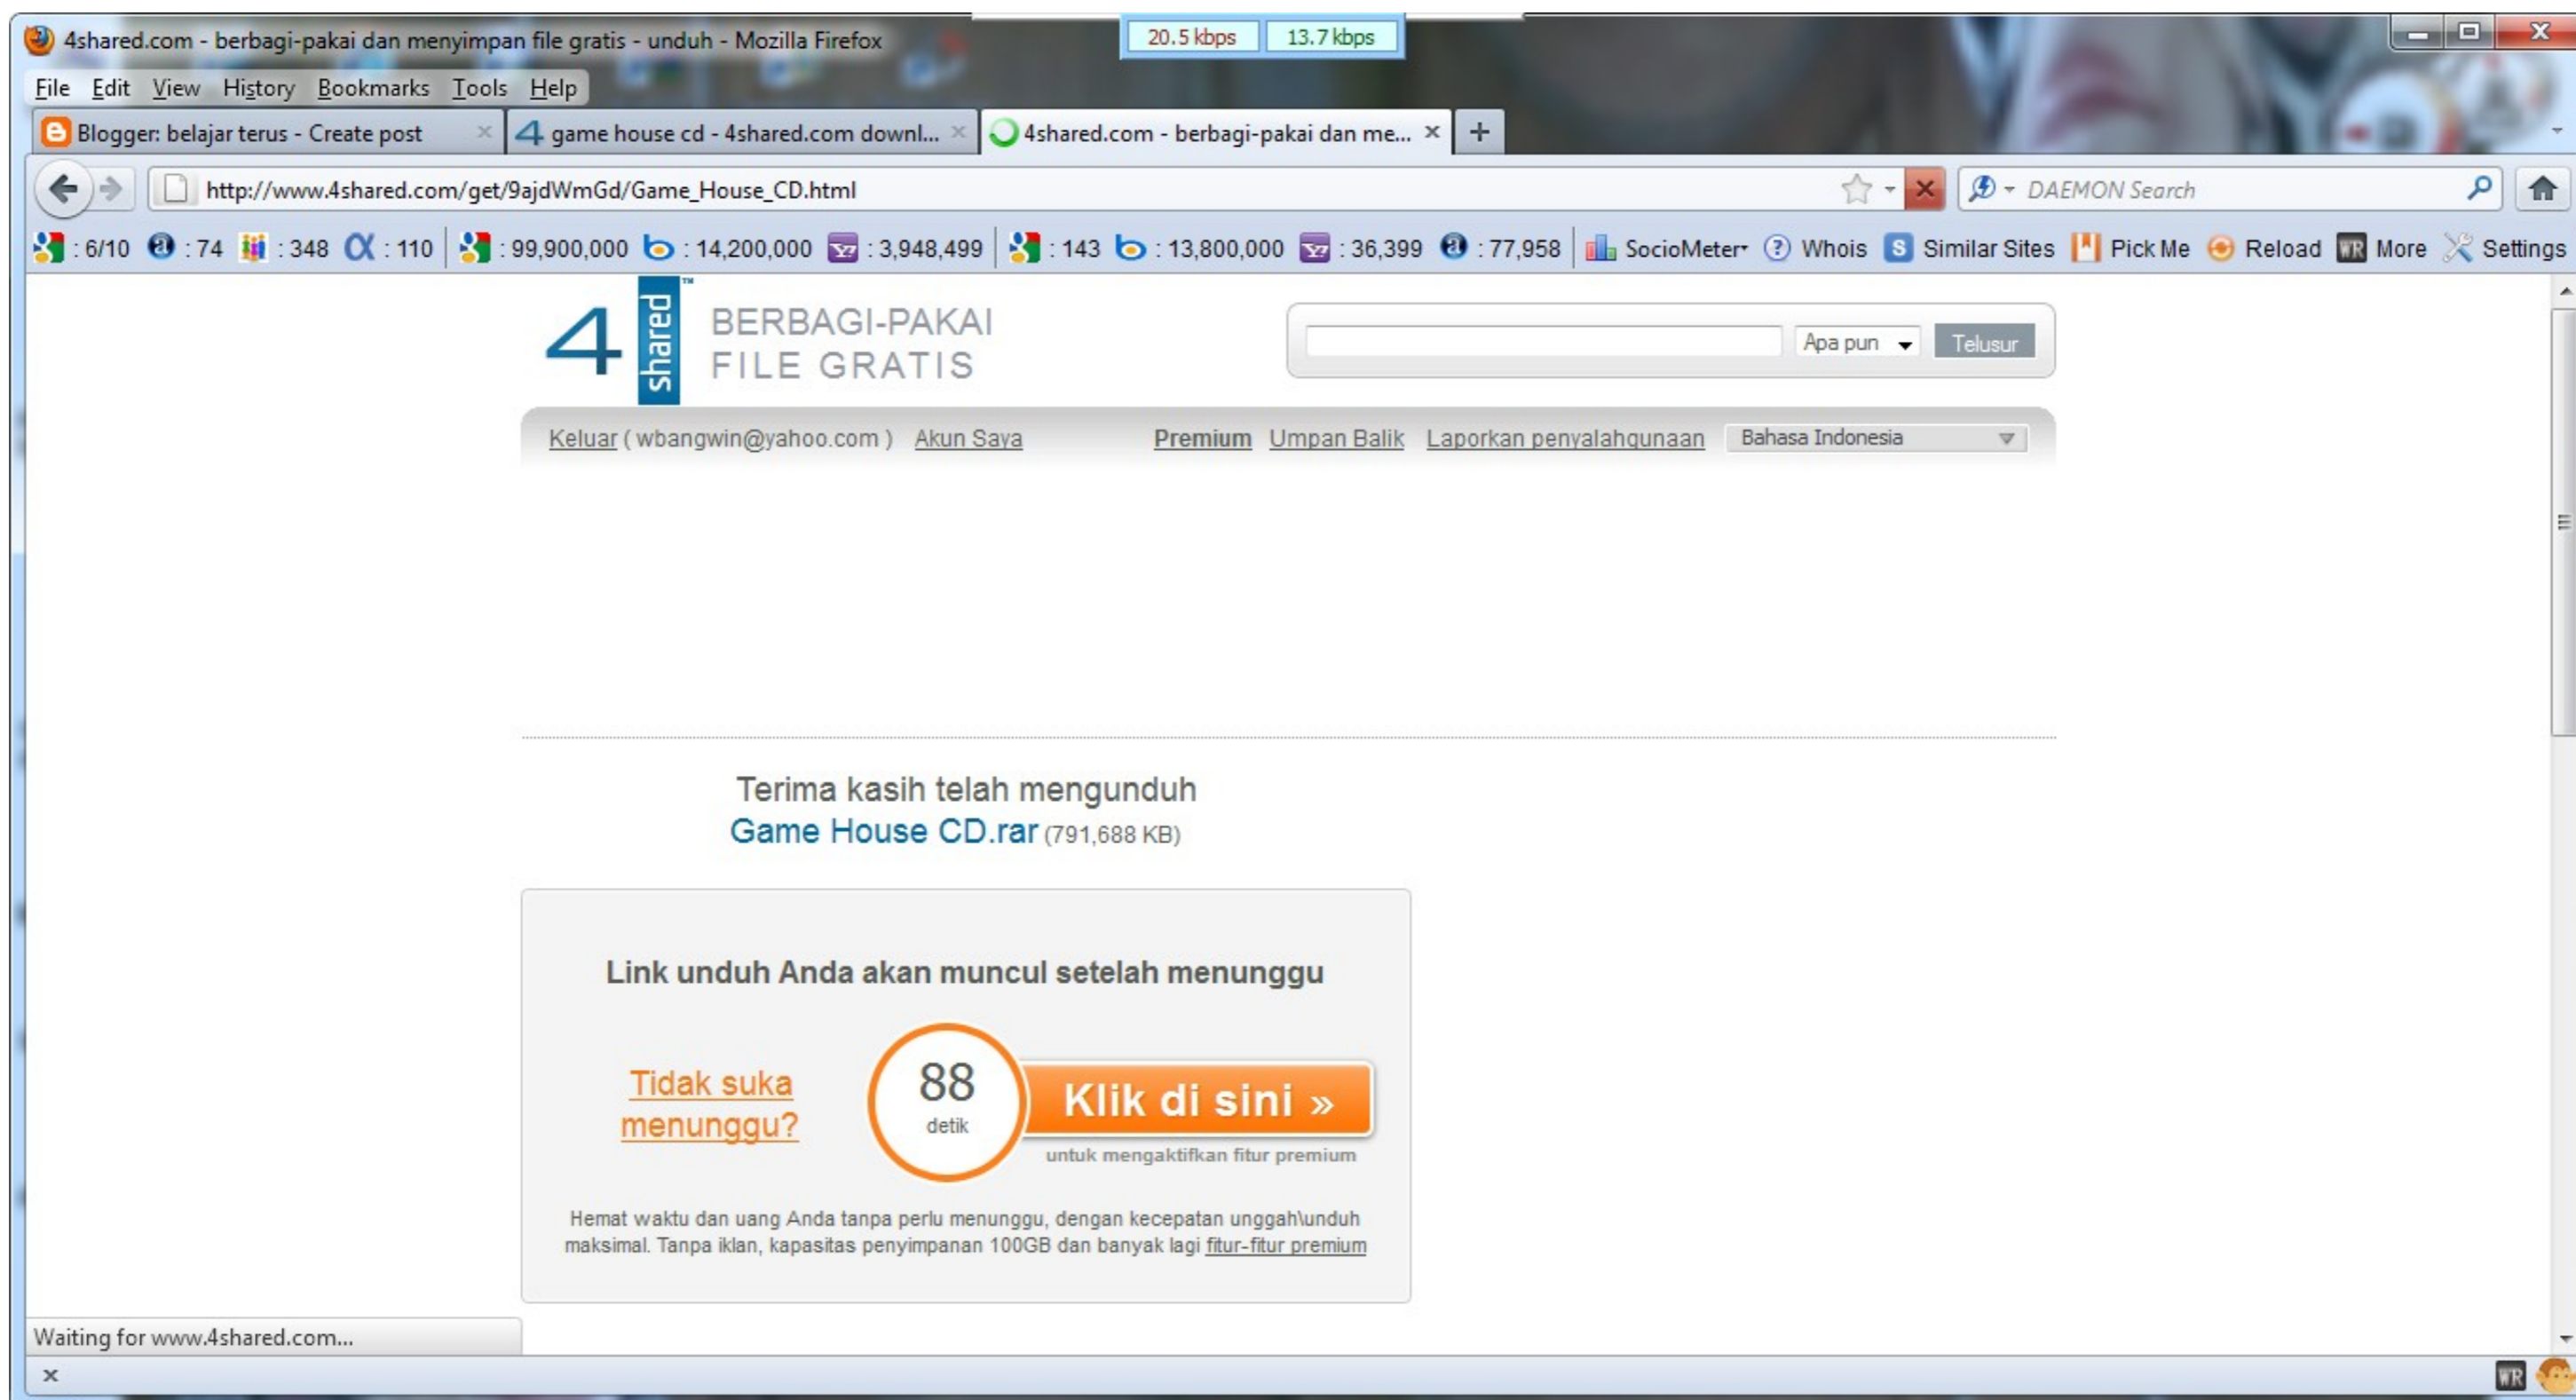 4shared.com - berbagi-pakai dan menyimpan file gratis - unduh - Mozilla Firefox
20.5 kbps 13.7 kbps
File Edit View History Bookmarks Tools Help
Blogger: belajar terus - Create post
4 game house cd - 4shared.com downl...
4shared.com - berbagi-pakai dan me...
http://www.4shared.com/get/9ajdWmGd/Game_House_CD.html
DAEMON Search
: 6/10 : 74 : 348 : 110 : 99,900,000 : 14,200,000 : 3,948,499 : 143 : 13,800,000 : 36,399 : 77,958 SocioMeter Whois Similar Sites Pick Me Reload WR More Settings
4shared™
BERBAGI-PAKAI
FILE GRATIS
Apa pun Telusur
Keluar ( wbangwin@yahoo.com ) Akun Saya Premium Umpan Balik Laporkan penyalahgunaan Bahasa Indonesia
Terima kasih telah mengunduh
Game House CD.rar (791,688 KB)
Link unduh Anda akan muncul setelah menunggu
Tidak suka
menunggu?
88
detik
Klik di sini »
untuk mengaktifkan fitur premium
Hemat waktu dan uang Anda tanpa perlu menunggu, dengan kecepatan unggah\unduh
maksimal. Tanpa iklan, kapasitas penyimpanan 100GB dan banyak lagi fitur-fitur premium
Waiting for www.4shared.com...
WR